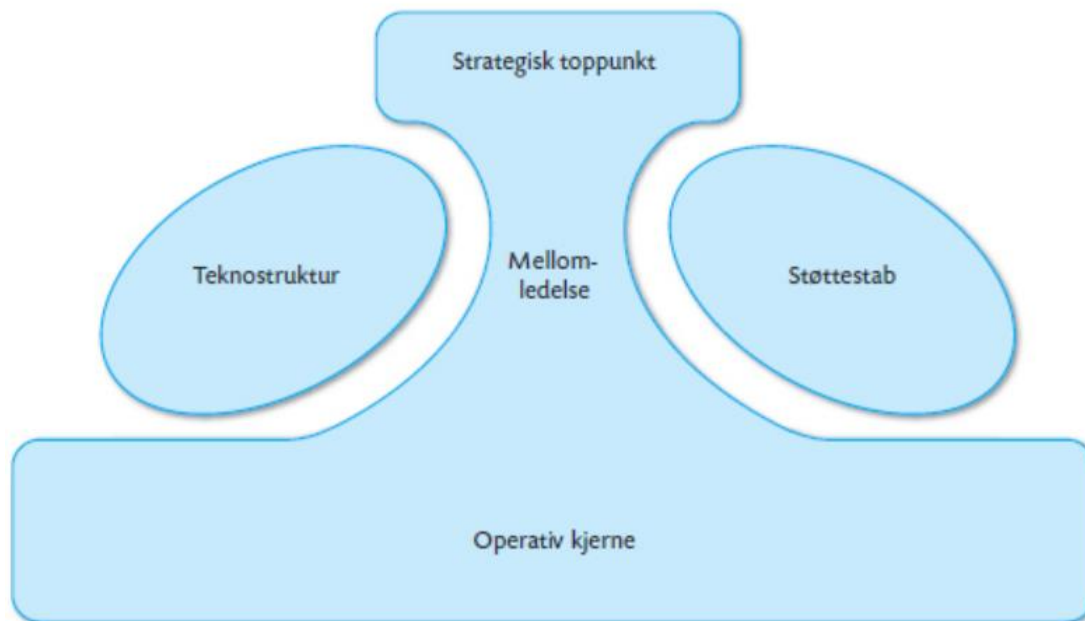 Strategisk toppunkt
Teknostruktur
Mellom-
ledelse
Støttestab
Operativ kjerne